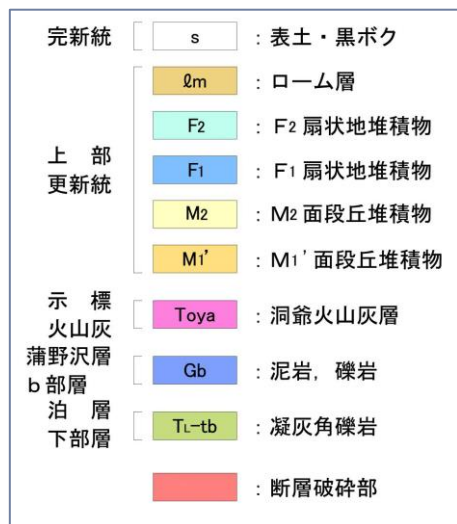 完新統 s : 表土・黒ボク
ℓm : ローム層
F2 : F2 扇状地堆積物
上部
更新統
F1 : F1 扇状地堆積物
M2 : M2 面段丘堆積物
M1' : M1' 面段丘堆積物
示標
火山灰
Toya : 洞爺火山灰層
蒲野沢層
b部層
Gb : 泥岩，礫岩
泊層
下部層
TL-tb : 凝灰角礫岩
: 断層破砕部